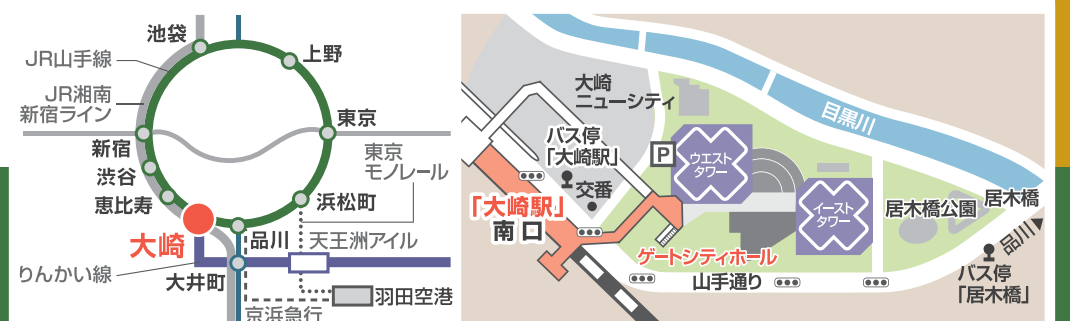 池袋
上野
JR山手線
JR湘南
新宿ライン
東京
新宿
渋谷
恵比寿
東京
モノレール
浜松町
大崎
品川
天王洲アイル
りんかい線
大井町
羽田空港
京浜急行
大崎
ニューシティ
目黒川
バス停
「大崎駅」
P
ウエスト
タワー
交番
「大崎駅」
南口
イースト
タワー
居木橋公園
居木橋
品川▶
ゲートシティホール
山手通り
バス停
「居木橋」